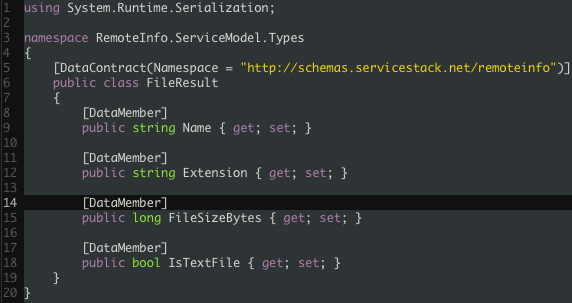 1 using System.Runtime.Serialization;
2
3 namespace RemoteInfo.ServiceModel.Types
4 {
5     [DataContract(Namespace = "http://schemas.servicestack.net/remoteinfo")]
6     public class FileResult
7     {
8         [DataMember]
9         public string Name { get; set; }
10
11         [DataMember]
12         public string Extension { get; set; }
13
14         [DataMember]
15         public long FileSizeBytes { get; set; }
16
17         [DataMember]
18         public bool IsTextFile { get; set; }
19     }
20 }